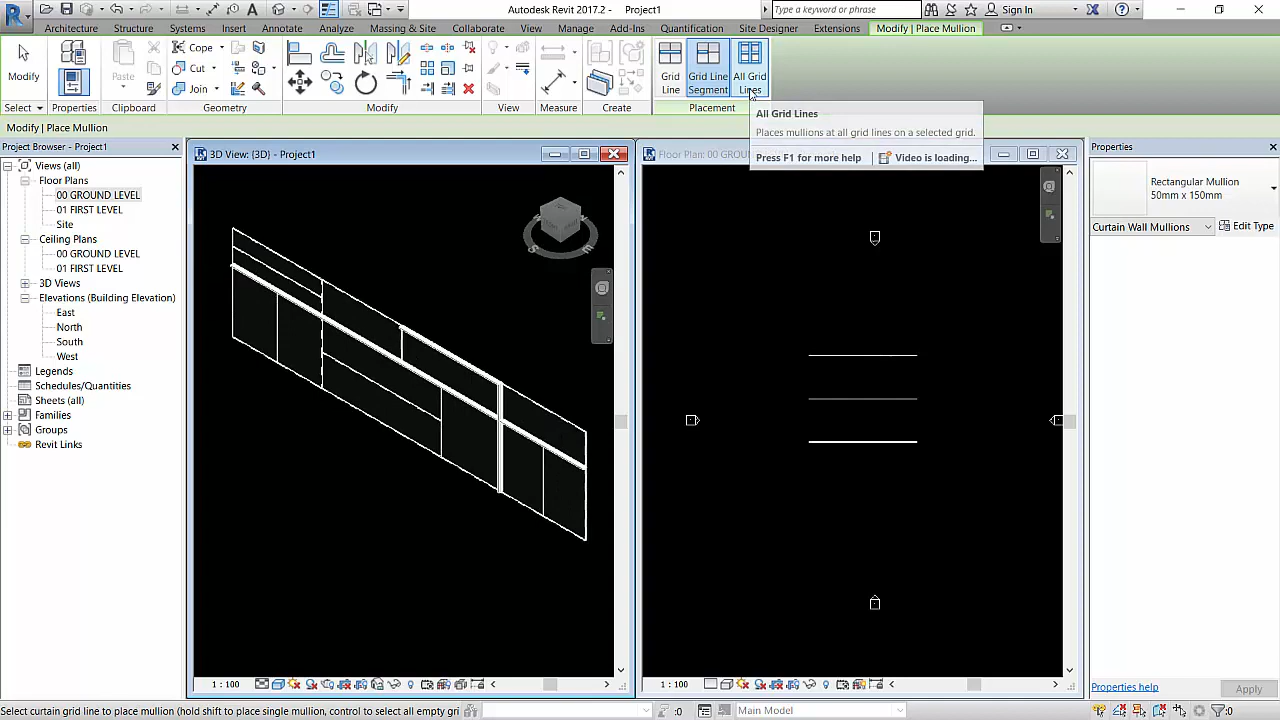 Autodesk Revit 2017.2 - Project1
Type a keyword or phrase
Sign In
Architecture Structure Systems Insert Annotate Analyze Massing & Site Collaborate View Manage Add-Ins Quantification Site Designer Extensions Modify | Place Mullion
Modify
Paste
Cope
Cut
Join
Grid Line
Grid Line Segment
All Grid Lines
Select Properties Clipboard Geometry Modify View Measure Create Placement
All Grid Lines
Places mullions at all grid lines on a selected grid.
Press F1 for more help
Video is loading...
Modify | Place Mullion
Project Browser - Project1
Views (all)
Floor Plans
00 GROUND LEVEL
01 FIRST LEVEL
Site
Ceiling Plans
00 GROUND LEVEL
01 FIRST LEVEL
3D Views
Elevations (Building Elevation)
East
North
South
West
Legends
Schedules/Quantities
Sheets (all)
Families
Groups
Revit Links
3D View: {3D} - Project1
Floor Plan: 00 GROU
Properties
Rectangular Mullion
50mm x 150mm
Curtain Wall Mullions
Edit Type
1 : 100
1 : 100
Properties help
Apply
Select curtain grid line to place mullion (hold shift to place single mullion, control to select all empty gri
:0
Main Model
:0